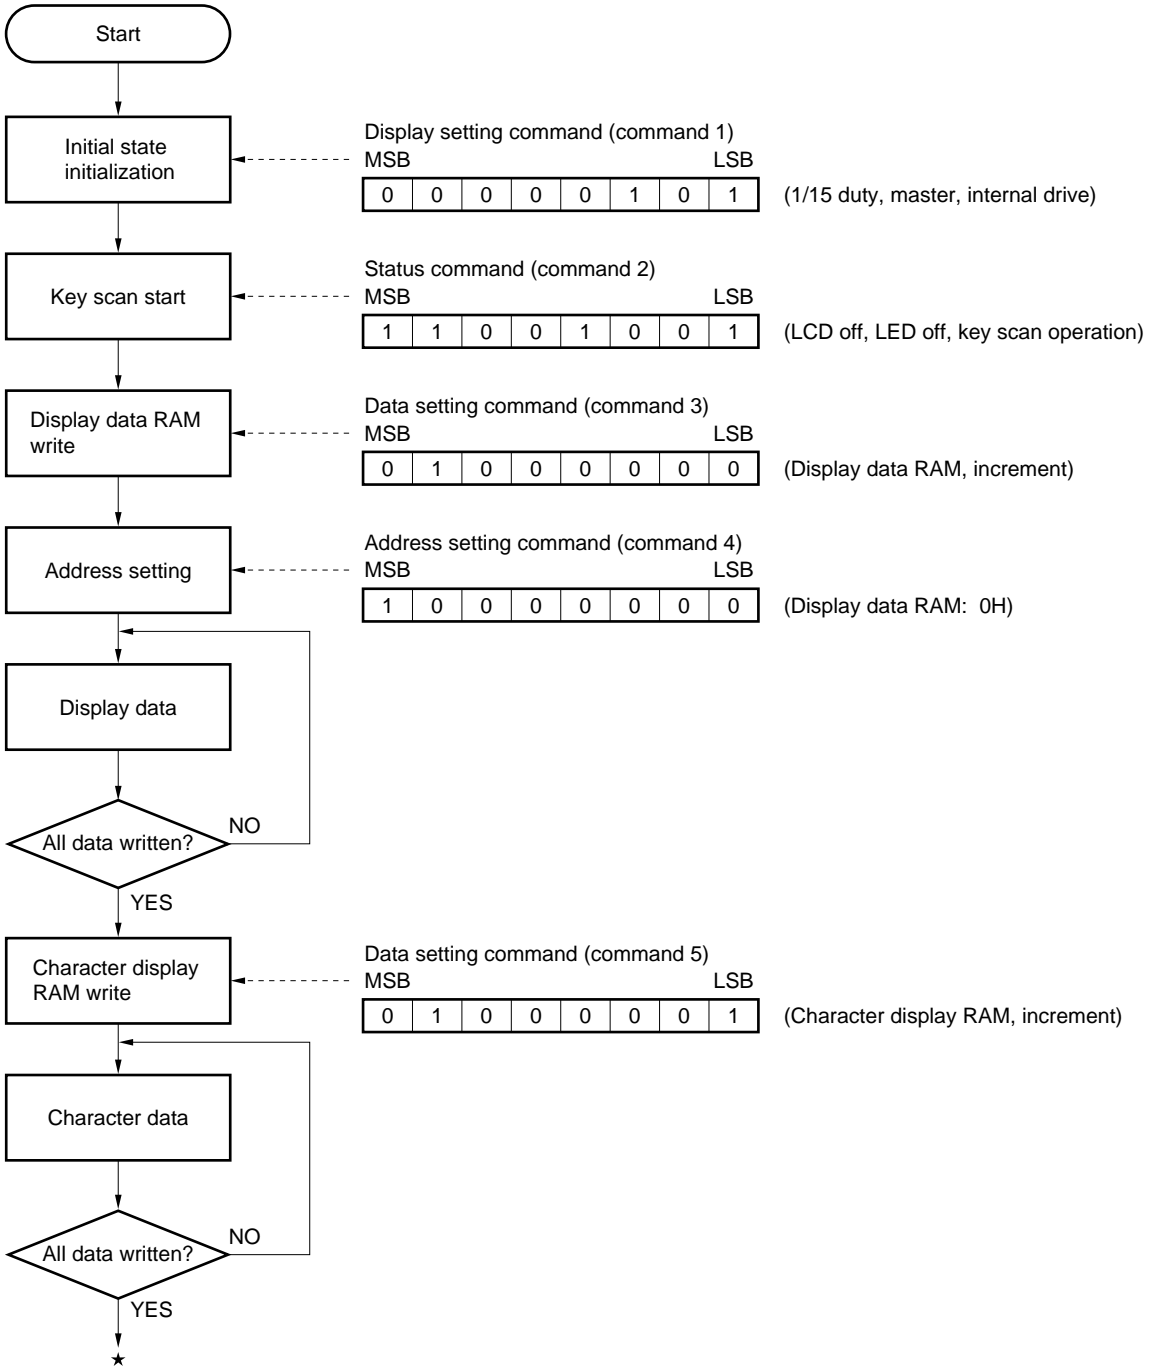 Start
Initial state
initialization
Display setting command (command 1)
MSB LSB
0 0 0 0 0 1 0 1 (1/15 duty, master, internal drive)
Key scan start
Status command (command 2)
MSB LSB
1 1 0 0 1 0 0 1 (LCD off, LED off, key scan operation)
Display data RAM
write
Data setting command (command 3)
MSB LSB
0 1 0 0 0 0 0 0 (Display data RAM, increment)
Address setting
Address setting command (command 4)
MSB LSB
1 0 0 0 0 0 0 0 (Display data RAM: 0H)
Display data
All data written?
NO
YES
Character display
RAM write
Data setting command (command 5)
MSB LSB
0 1 0 0 0 0 0 1 (Character display RAM, increment)
Character data
All data written?
NO
YES
★